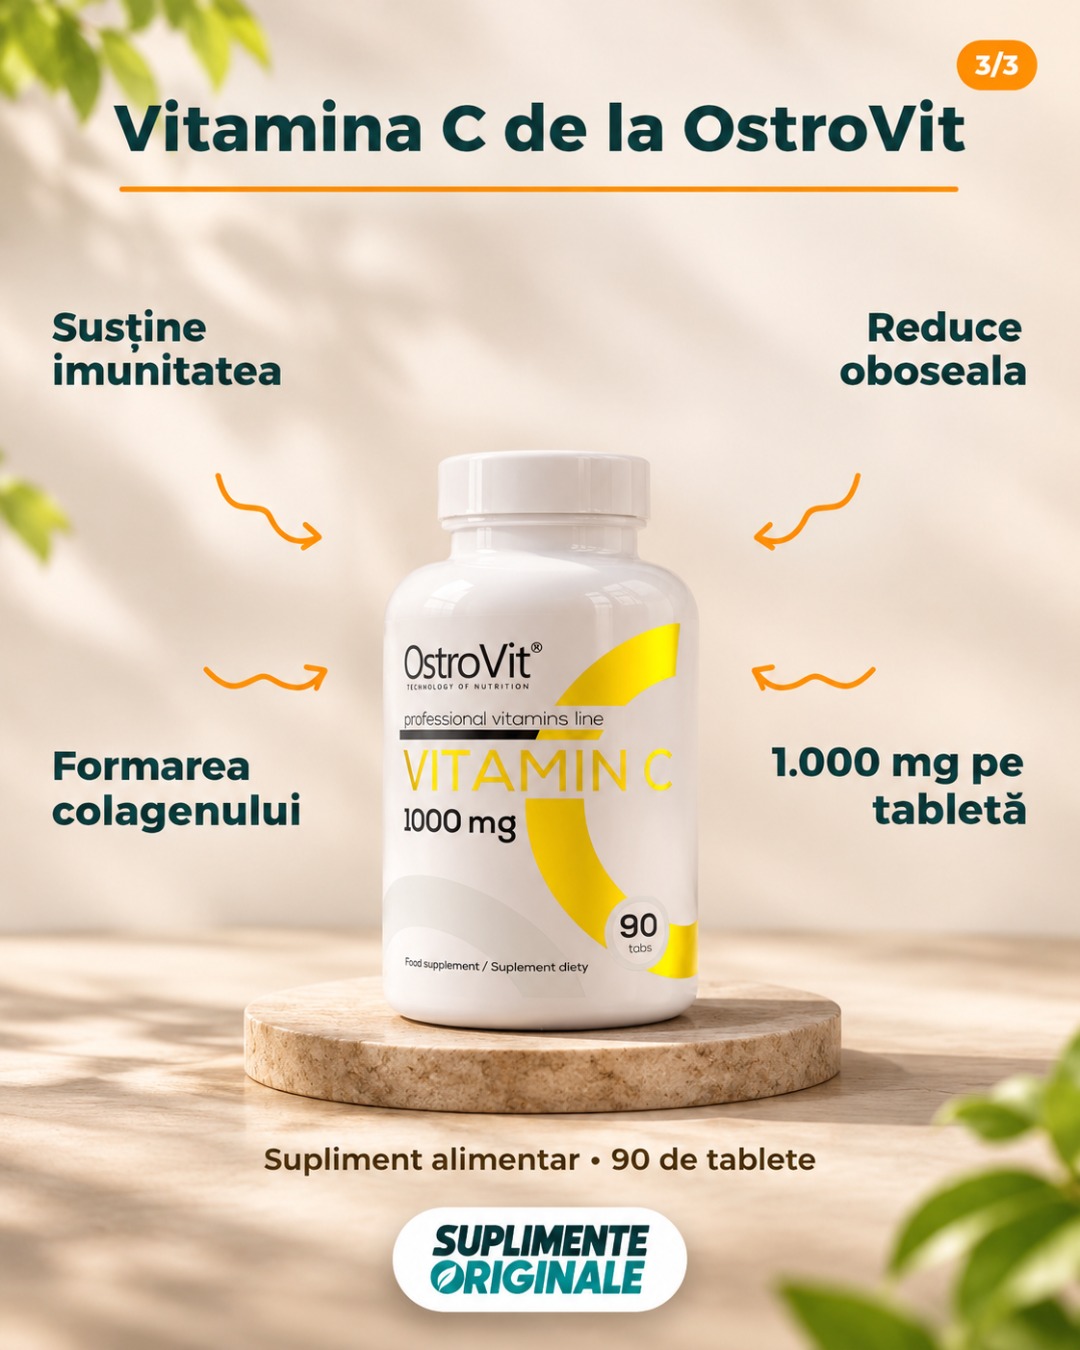 3/3
Vitamina C de la OstroVit
Susține
imunitatea
Reduce
oboseala
OstroVit®
TECHNOLOGY OF NUTRITION
professional vitamins line
VITAMIN C
1000 mg
90
tabs
Food supplement / Suplement diety
Formarea
colagenului
1.000 mg pe
tabletă
Supliment alimentar • 90 de tablete
SUPLIMENTE
ORIGINALE